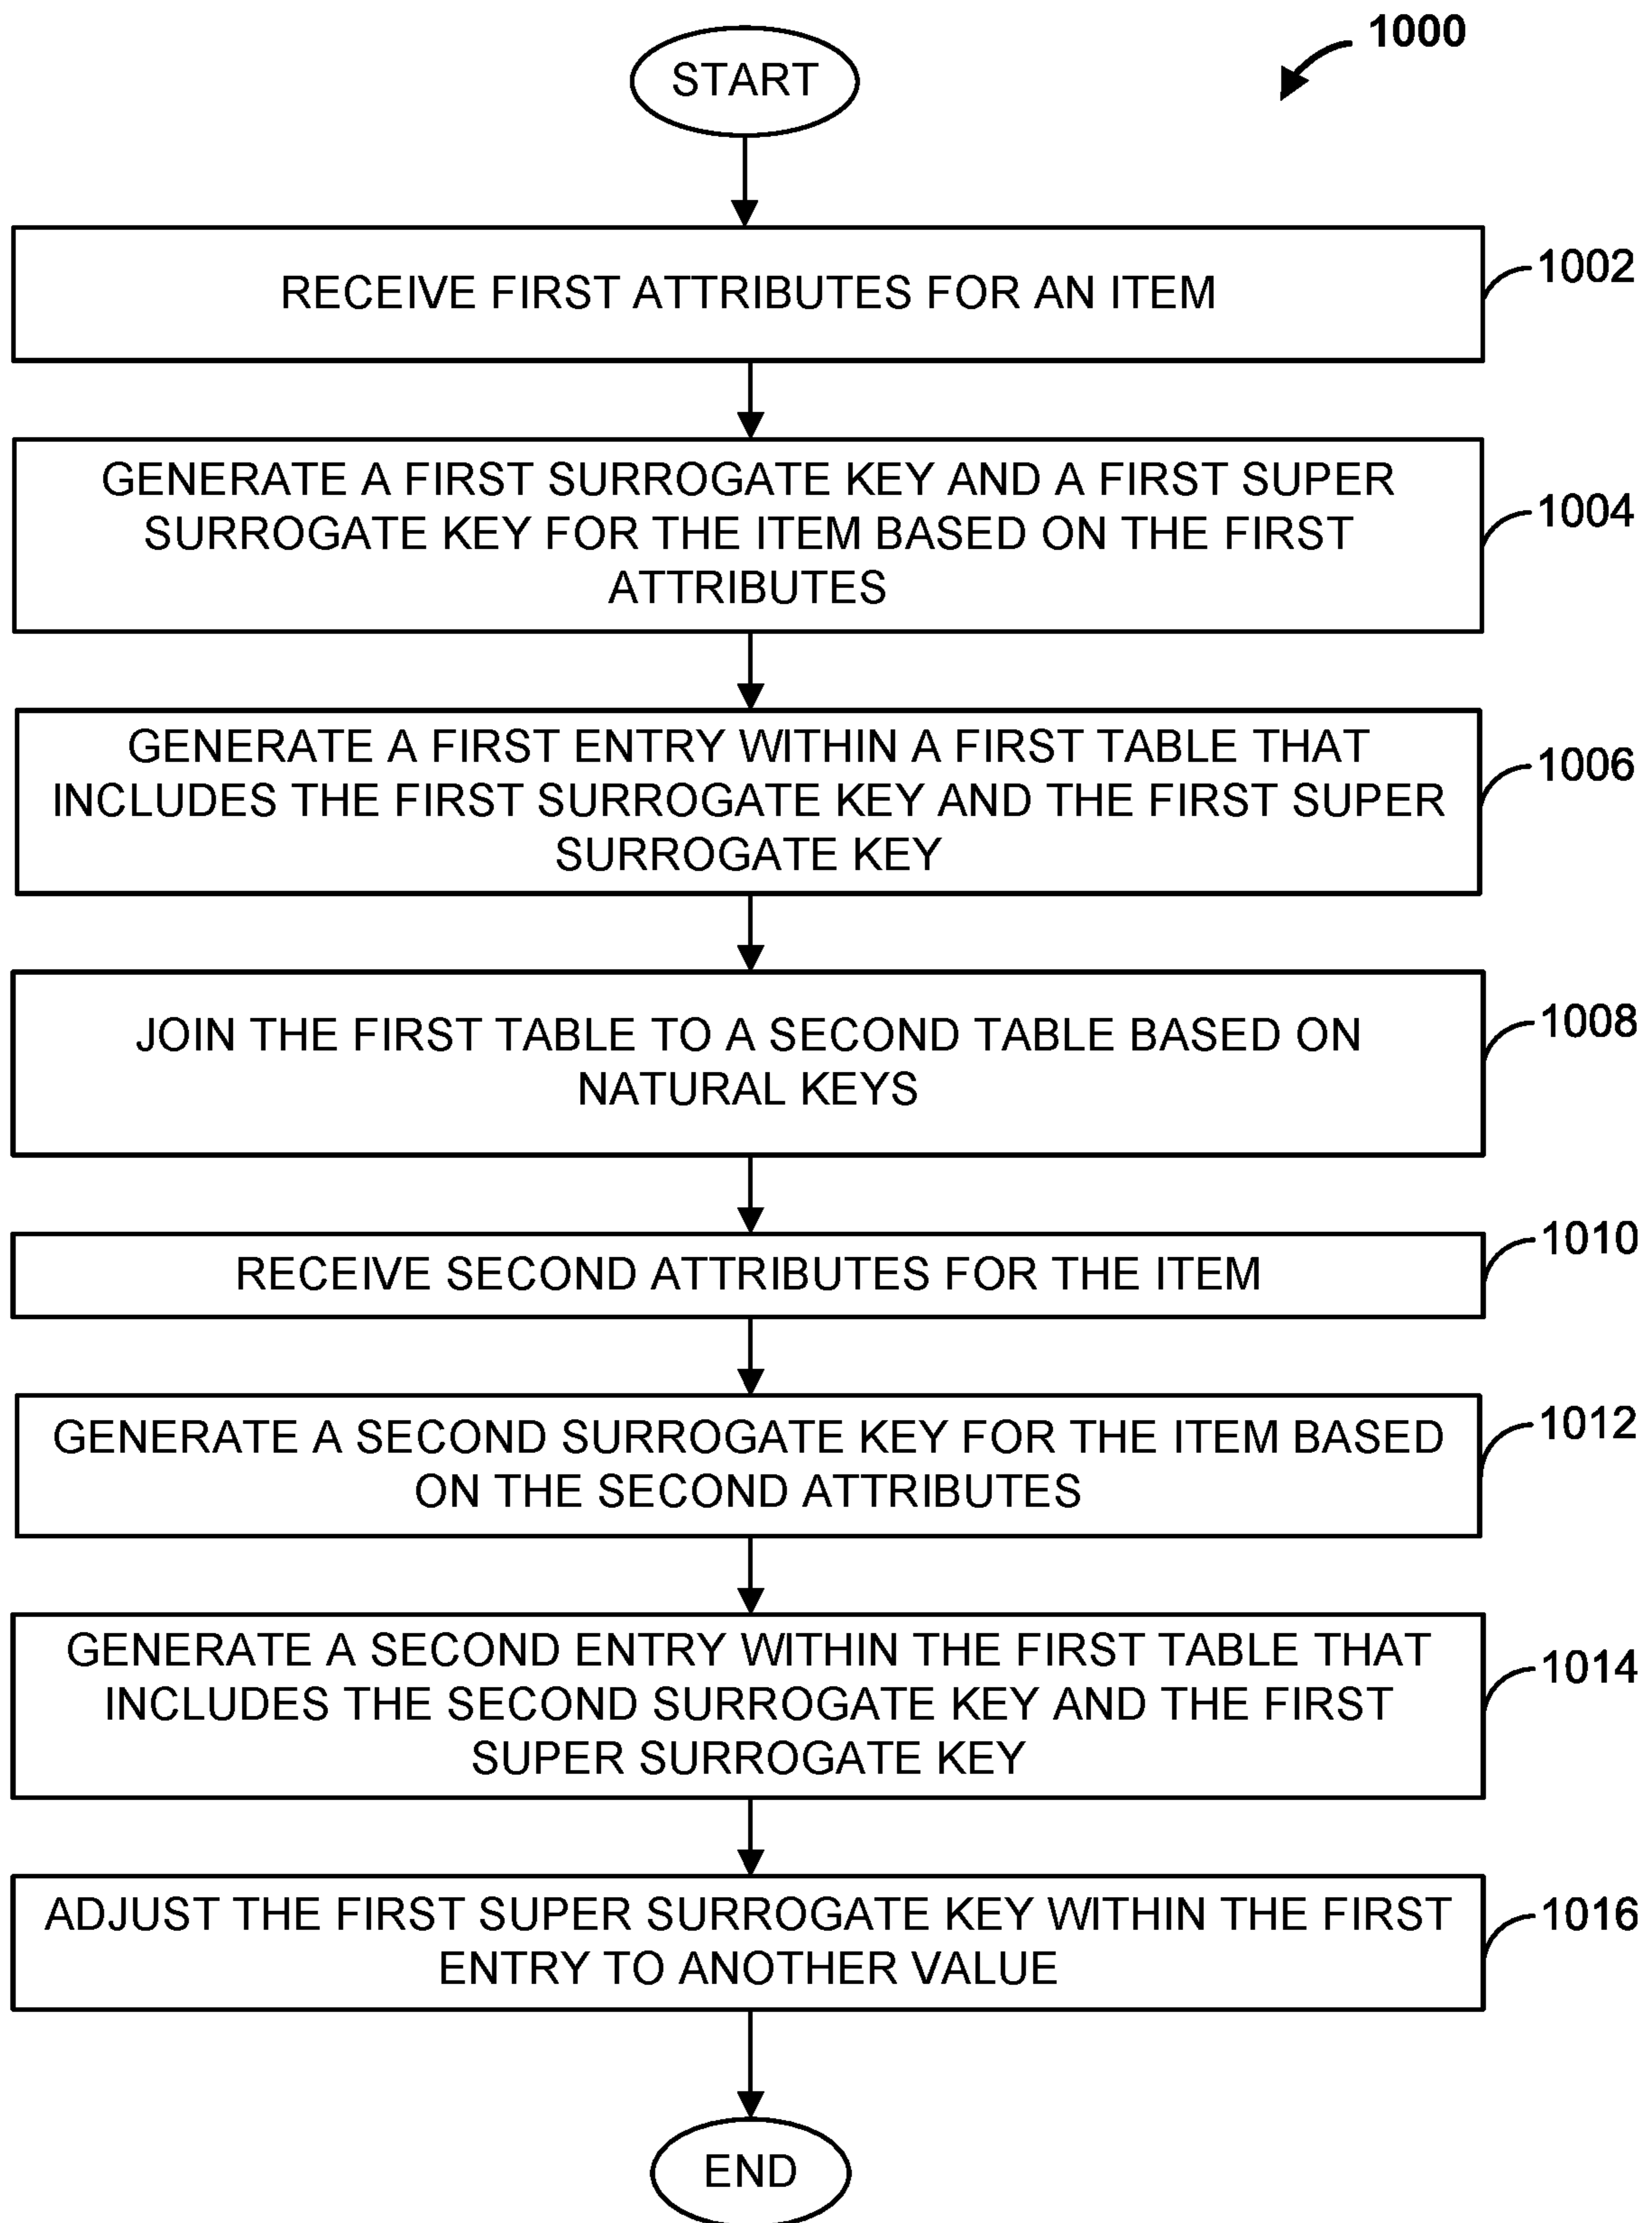 1000
START
RECEIVE FIRST ATTRIBUTES FOR AN ITEM
1002
GENERATE A FIRST SURROGATE KEY AND A FIRST SUPER
SURROGATE KEY FOR THE ITEM BASED ON THE FIRST
ATTRIBUTES
1004
GENERATE A FIRST ENTRY WITHIN A FIRST TABLE THAT
INCLUDES THE FIRST SURROGATE KEY AND THE FIRST SUPER
SURROGATE KEY
1006
JOIN THE FIRST TABLE TO A SECOND TABLE BASED ON
NATURAL KEYS
1008
RECEIVE SECOND ATTRIBUTES FOR THE ITEM
1010
GENERATE A SECOND SURROGATE KEY FOR THE ITEM BASED
ON THE SECOND ATTRIBUTES
1012
GENERATE A SECOND ENTRY WITHIN THE FIRST TABLE THAT
INCLUDES THE SECOND SURROGATE KEY AND THE FIRST
SUPER SURROGATE KEY
1014
ADJUST THE FIRST SUPER SURROGATE KEY WITHIN THE FIRST
ENTRY TO ANOTHER VALUE
1016
END